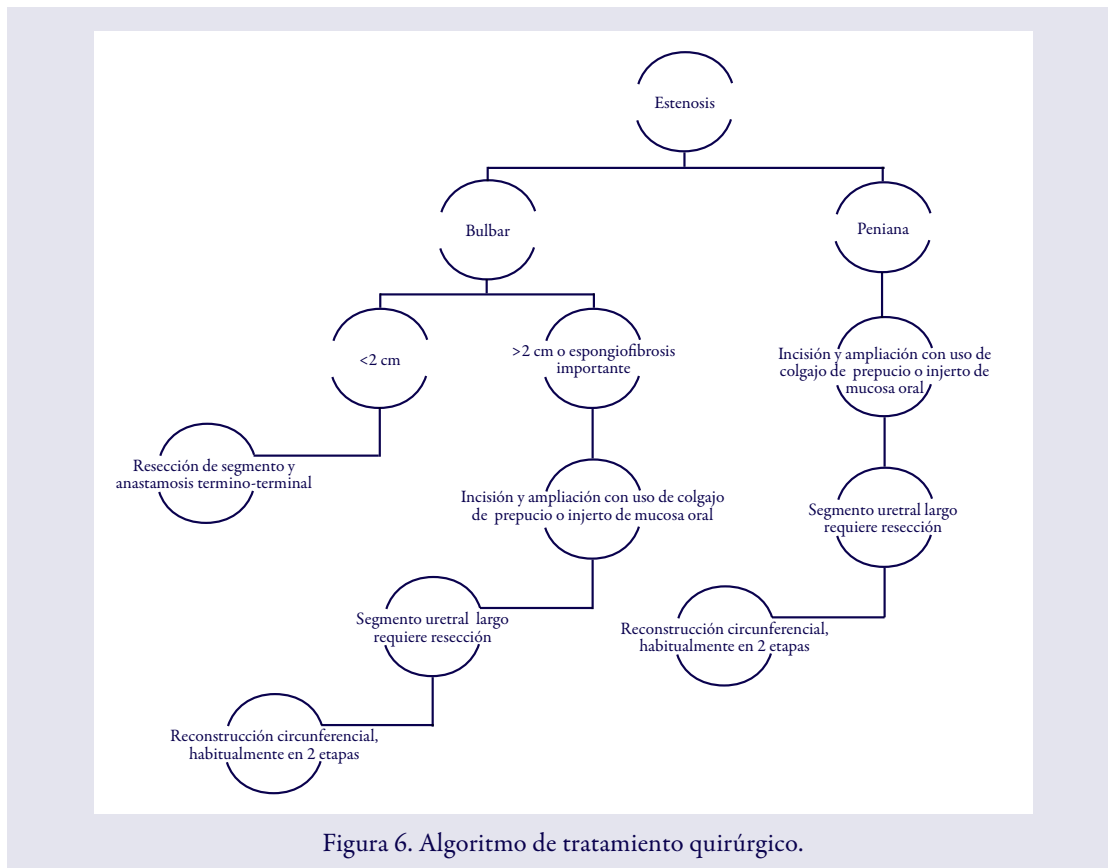 Estenosis
Bulbar
Peniana
<2 cm
>2 cm o espongiofibrosis
importante
Incisión y ampliación con uso de
colgajo de prepucio o injerto de
mucosa oral
Resección de segmento y
anastamosis termino-terminal
Incisión y ampliación con uso de colgajo
de prepucio o injerto de mucosa oral
Segmento uretral largo
requiere resección
Segmento uretral largo
requiere resección
Reconstrucción circunferencial,
habitualmente en 2 etapas
Reconstrucción circunferencial,
habitualmente en 2 etapas
Figura 6. Algoritmo de tratamiento quirúrgico.